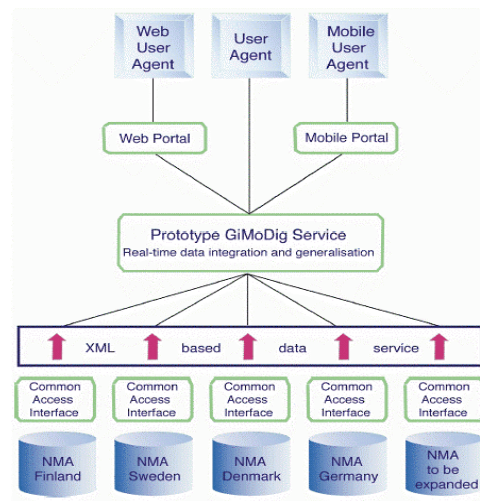 Web
User
Agent
User
Agent
Mobile
User
Agent
Web Portal
Mobile Portal
Prototype GiMoDig Service
Real-time data integration and generalisation
XML based data service
Common
Access
Interface
Common
Access
Interface
Common
Access
Interface
Common
Access
Interface
Common
Access
Interface
NMA
Finland
NMA
Sweden
NMA
Denmark
NMA
Germany
NMA
to be
expanded